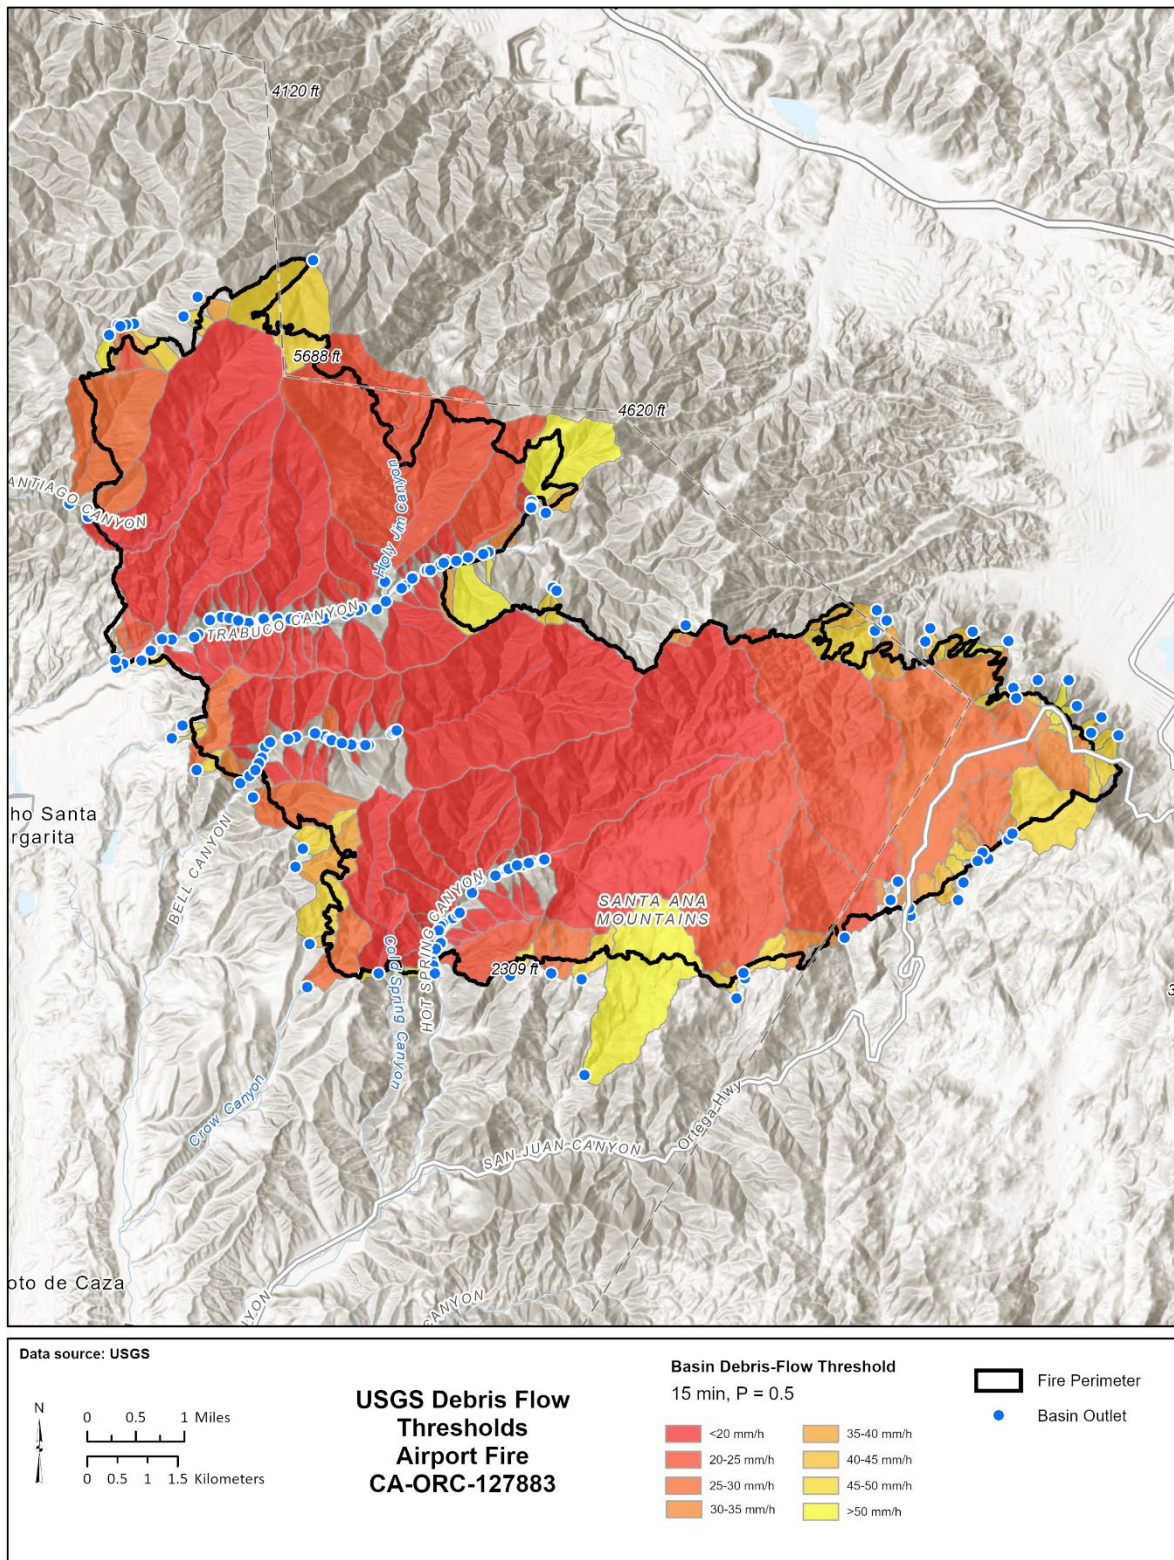 4120 ft
5688 ft
4620 ft
ANTIAGO CANYON
Holy Jim Canyon
TRABUCO CANYON
ho Santa
rgarita
BELL CANYON
HOT SPRING CANYON
SANTA ANA
MOUNTAINS
Cold Spring Canyon
2309 ft
3
Crow Canyon
Ortega Hwy
SAN JUAN CANYON
oto de Caza
YON
CANYON
Data source: USGS
N
0 0.5 1 Miles
0 0.5 1 1.5 Kilometers
USGS Debris Flow
Thresholds
Airport Fire
CA-ORC-127883
Basin Debris-Flow Threshold
15 min, P = 0.5
<20 mm/h
20-25 mm/h
25-30 mm/h
30-35 mm/h
35-40 mm/h
40-45 mm/h
45-50 mm/h
>50 mm/h
Fire Perimeter
Basin Outlet